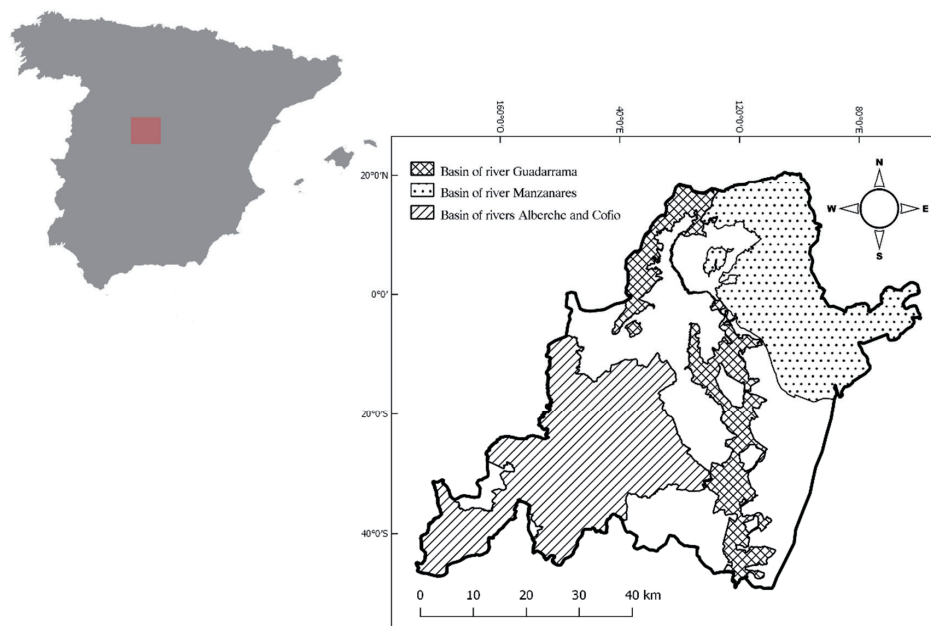 160°0'O
40°0'E
120°0'O
80°0'E
Basin of river Guadarrama
Basin of river Manzanares
Basin of rivers Alberche and Cofio
N
W
E
S
20°0'N
0°0'
20°0'S
40°0'S
0
10
20
30
40 km